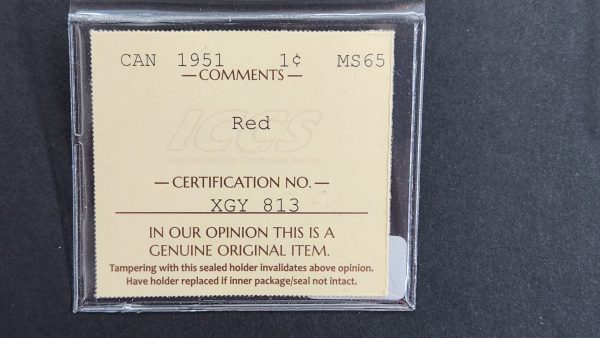 CAN 1951 1¢ MS65
— COMMENTS —
ICCS
Red
— CERTIFICATION NO. —
XGY 813
IN OUR OPINION THIS IS A
GENUINE ORIGINAL ITEM.
Tampering with this sealed holder invalidates above opinion.
Have holder replaced if inner package/seal not intact.